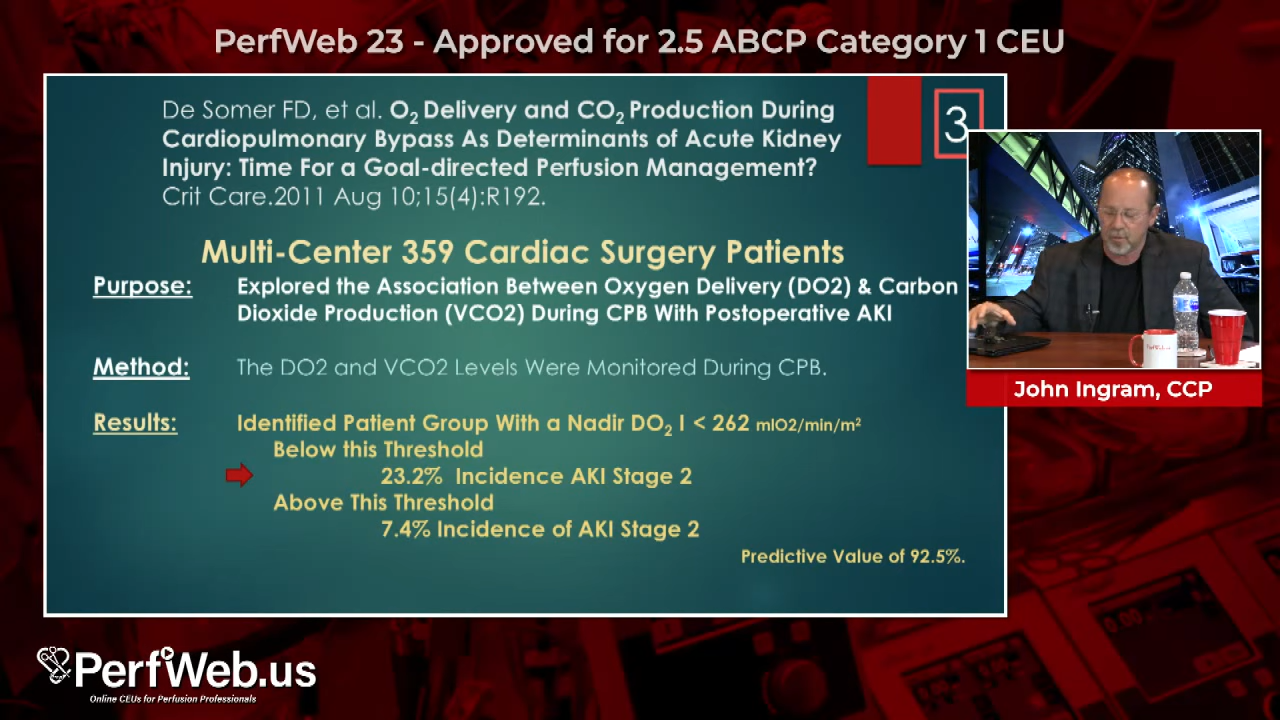 PerfWeb 23 - Approved for 2.5 ABCP Category 1 CEU
De Somer FD, et al. O2 Delivery and CO2 Production During
Cardiopulmonary Bypass As Determinants of Acute Kidney
Injury: Time For a Goal-directed Perfusion Management?
Crit Care.2011 Aug 10;15(4):R192.
3
Multi-Center 359 Cardiac Surgery Patients
Purpose: Explored the Association Between Oxygen Delivery (DO2) & Carbon
Dioxide Production (VCO2) During CPB With Postoperative AKI
Method: The DO2 and VCO2 Levels Were Monitored During CPB.
Results: Identified Patient Group With a Nadir DO2 I < 262 mlO2/min/m²
Below this Threshold
23.2% Incidence AKI Stage 2
Above This Threshold
7.4% Incidence of AKI Stage 2
Predictive Value of 92.5%.
John Ingram, CCP
PerfWeb.us
Online CEUs for Perfusion Professionals